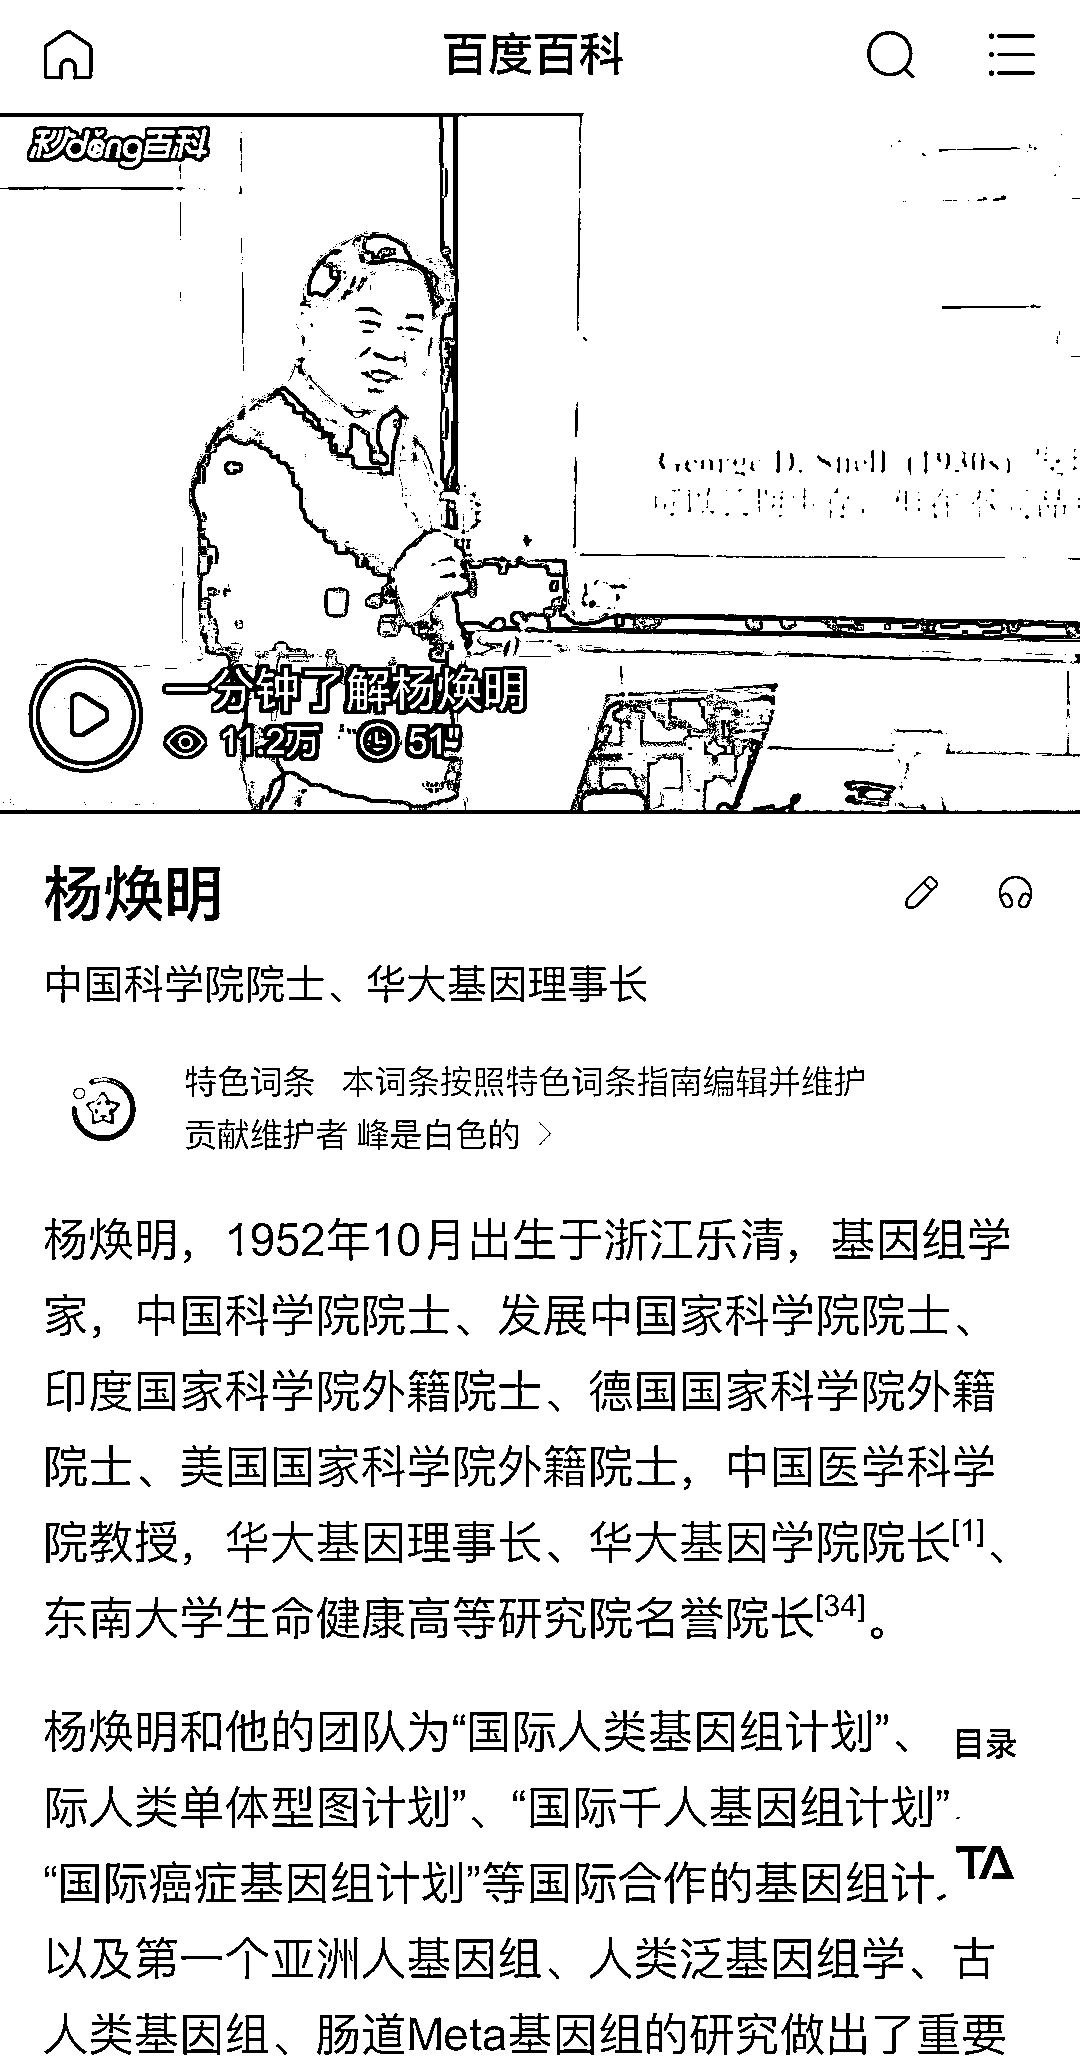 百度百科
秒dǒng百科
George D. Snell (1930s)
一分钟了解杨焕明
11.2万 51"
杨焕明
中国科学院院士、华大基因理事长
特色词条 本词条按照特色词条指南编辑并维护
贡献维护者 峰是白色的 >
杨焕明，1952年10月出生于浙江乐清，基因组学
家，中国科学院院士、发展中国家科学院院士、
印度国家科学院外籍院士、德国国家科学院外籍
院士、美国国家科学院外籍院士，中国医学科学
院教授，华大基因理事长、华大基因学院院长[1]、
东南大学生命健康高等研究院名誉院长[34]。
杨焕明和他的团队为“国际人类基因组计划”、
目录
际人类单体型图计划”、“国际千人基因组计划”
“国际癌症基因组计划”等国际合作的基因组计
TA
以及第一个亚洲人基因组、人类泛基因组学、古
人类基因组、肠道Meta基因组的研究做出了重要